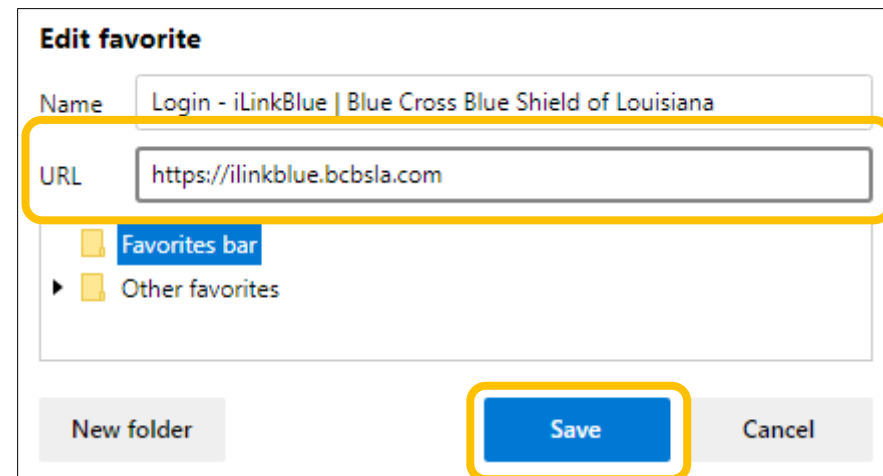 Edit favorite
Name Login - iLinkBlue | Blue Cross Blue Shield of Louisiana
URL https://ilinkblue.bcbsla.com
Favorites bar
Other favorites
New folder Save Cancel